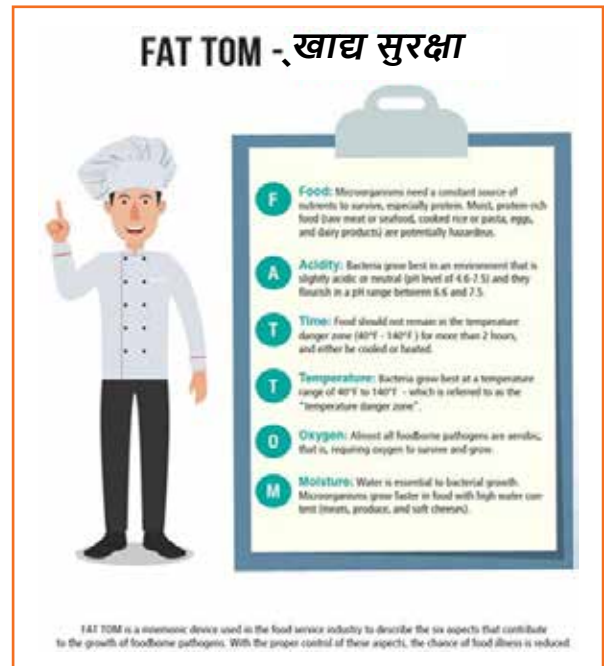 FAT TOM - खाद्य सुरक्षा
F
Food: Microorganisms need a constant source of
nutrients to survive, especially protein. Moist, protein-rich
food (raw meat or seafood, cooked rice or pasta, eggs,
and dairy products) are potentially hazardous.
A
Acidity: Bacteria grow best in an environment that is
slightly acidic or neutral (pH level of 4.6-7.5) and they
flourish in a pH range between 6.6 and 7.5.
T
Time: Food should not remain in the temperature
danger zone (40°F - 140°F) for more than 2 hours,
and either be cooled or heated.
T
Temperature: Bacteria grow best at a temperature
range of 40°F to 140°F - which is referred to as the
"temperature danger zone".
O
Oxygen: Almost all foodborne pathogens are aerobic,
that is, requiring oxygen to survive and grow.
M
Moisture: Water is essential to bacterial growth.
Microorganisms grow faster in food with high water con-
tent (meats, produce, and soft cheeses).
FAT TOM is a mnemonic device used in the food service industry to describe the six aspects that contribute
to the growth of foodborne pathogens. With the proper control of these aspects, the chance of food illness is reduced.